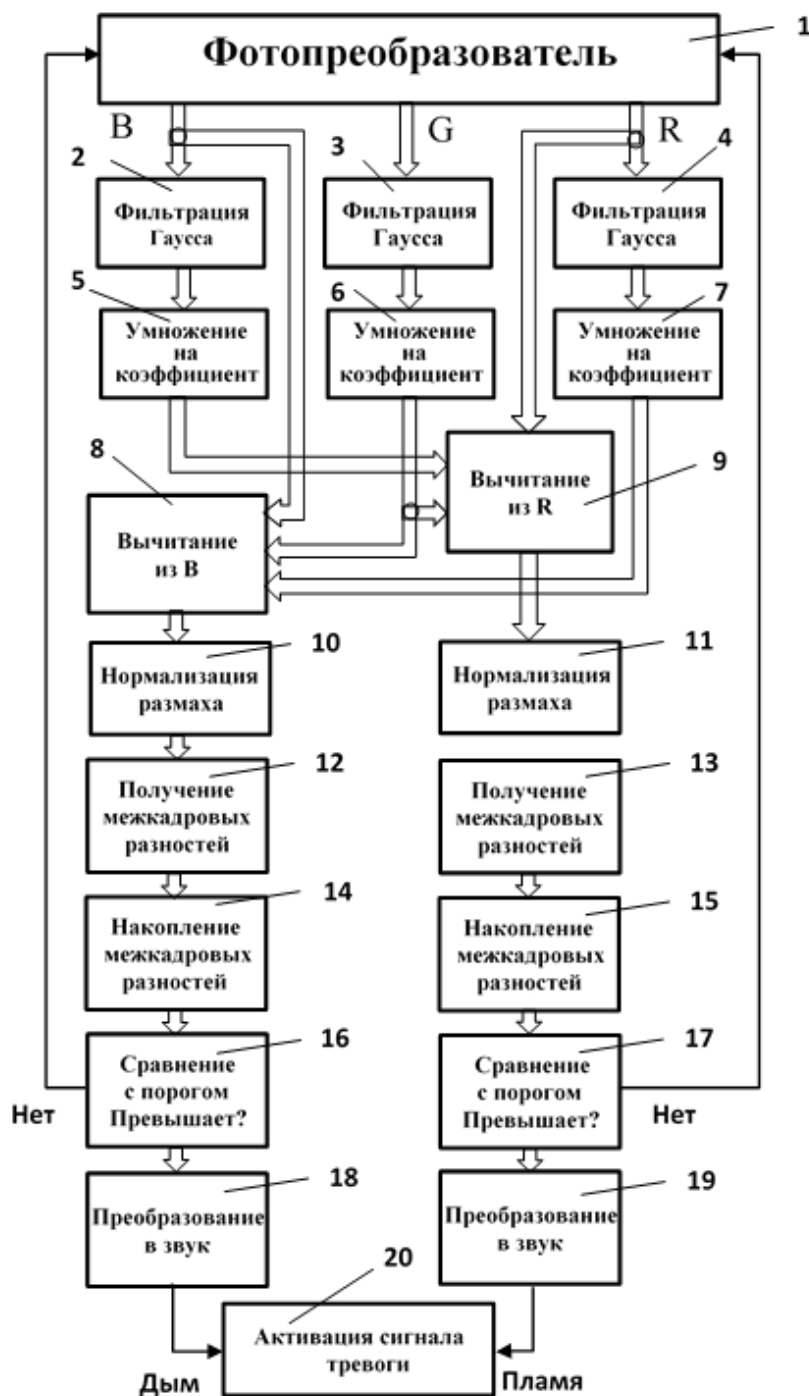 1
Фотопреобразователь
B
G
R
2
3
4
Фильтрация
Гаусса
Фильтрация
Гаусса
Фильтрация
Гаусса
5
6
7
Умножение
на
коэффициент
Умножение
на
коэффициент
Умножение
на
коэффициент
8
9
Вычитание
из B
Вычитание
из R
10
11
Нормализация
размаха
Нормализация
размаха
12
13
Получение
межкадровых
разностей
Получение
межкадровых
разностей
14
15
Накопление
межкадровых
разностей
Накопление
межкадровых
разностей
16
17
Сравнение
с порогом
Превышает?
Сравнение
с порогом
Превышает?
Нет
Нет
18
19
Преобразование
в звук
Преобразование
в звук
20
Активация сигнала
тревоги
Дым
Пламя